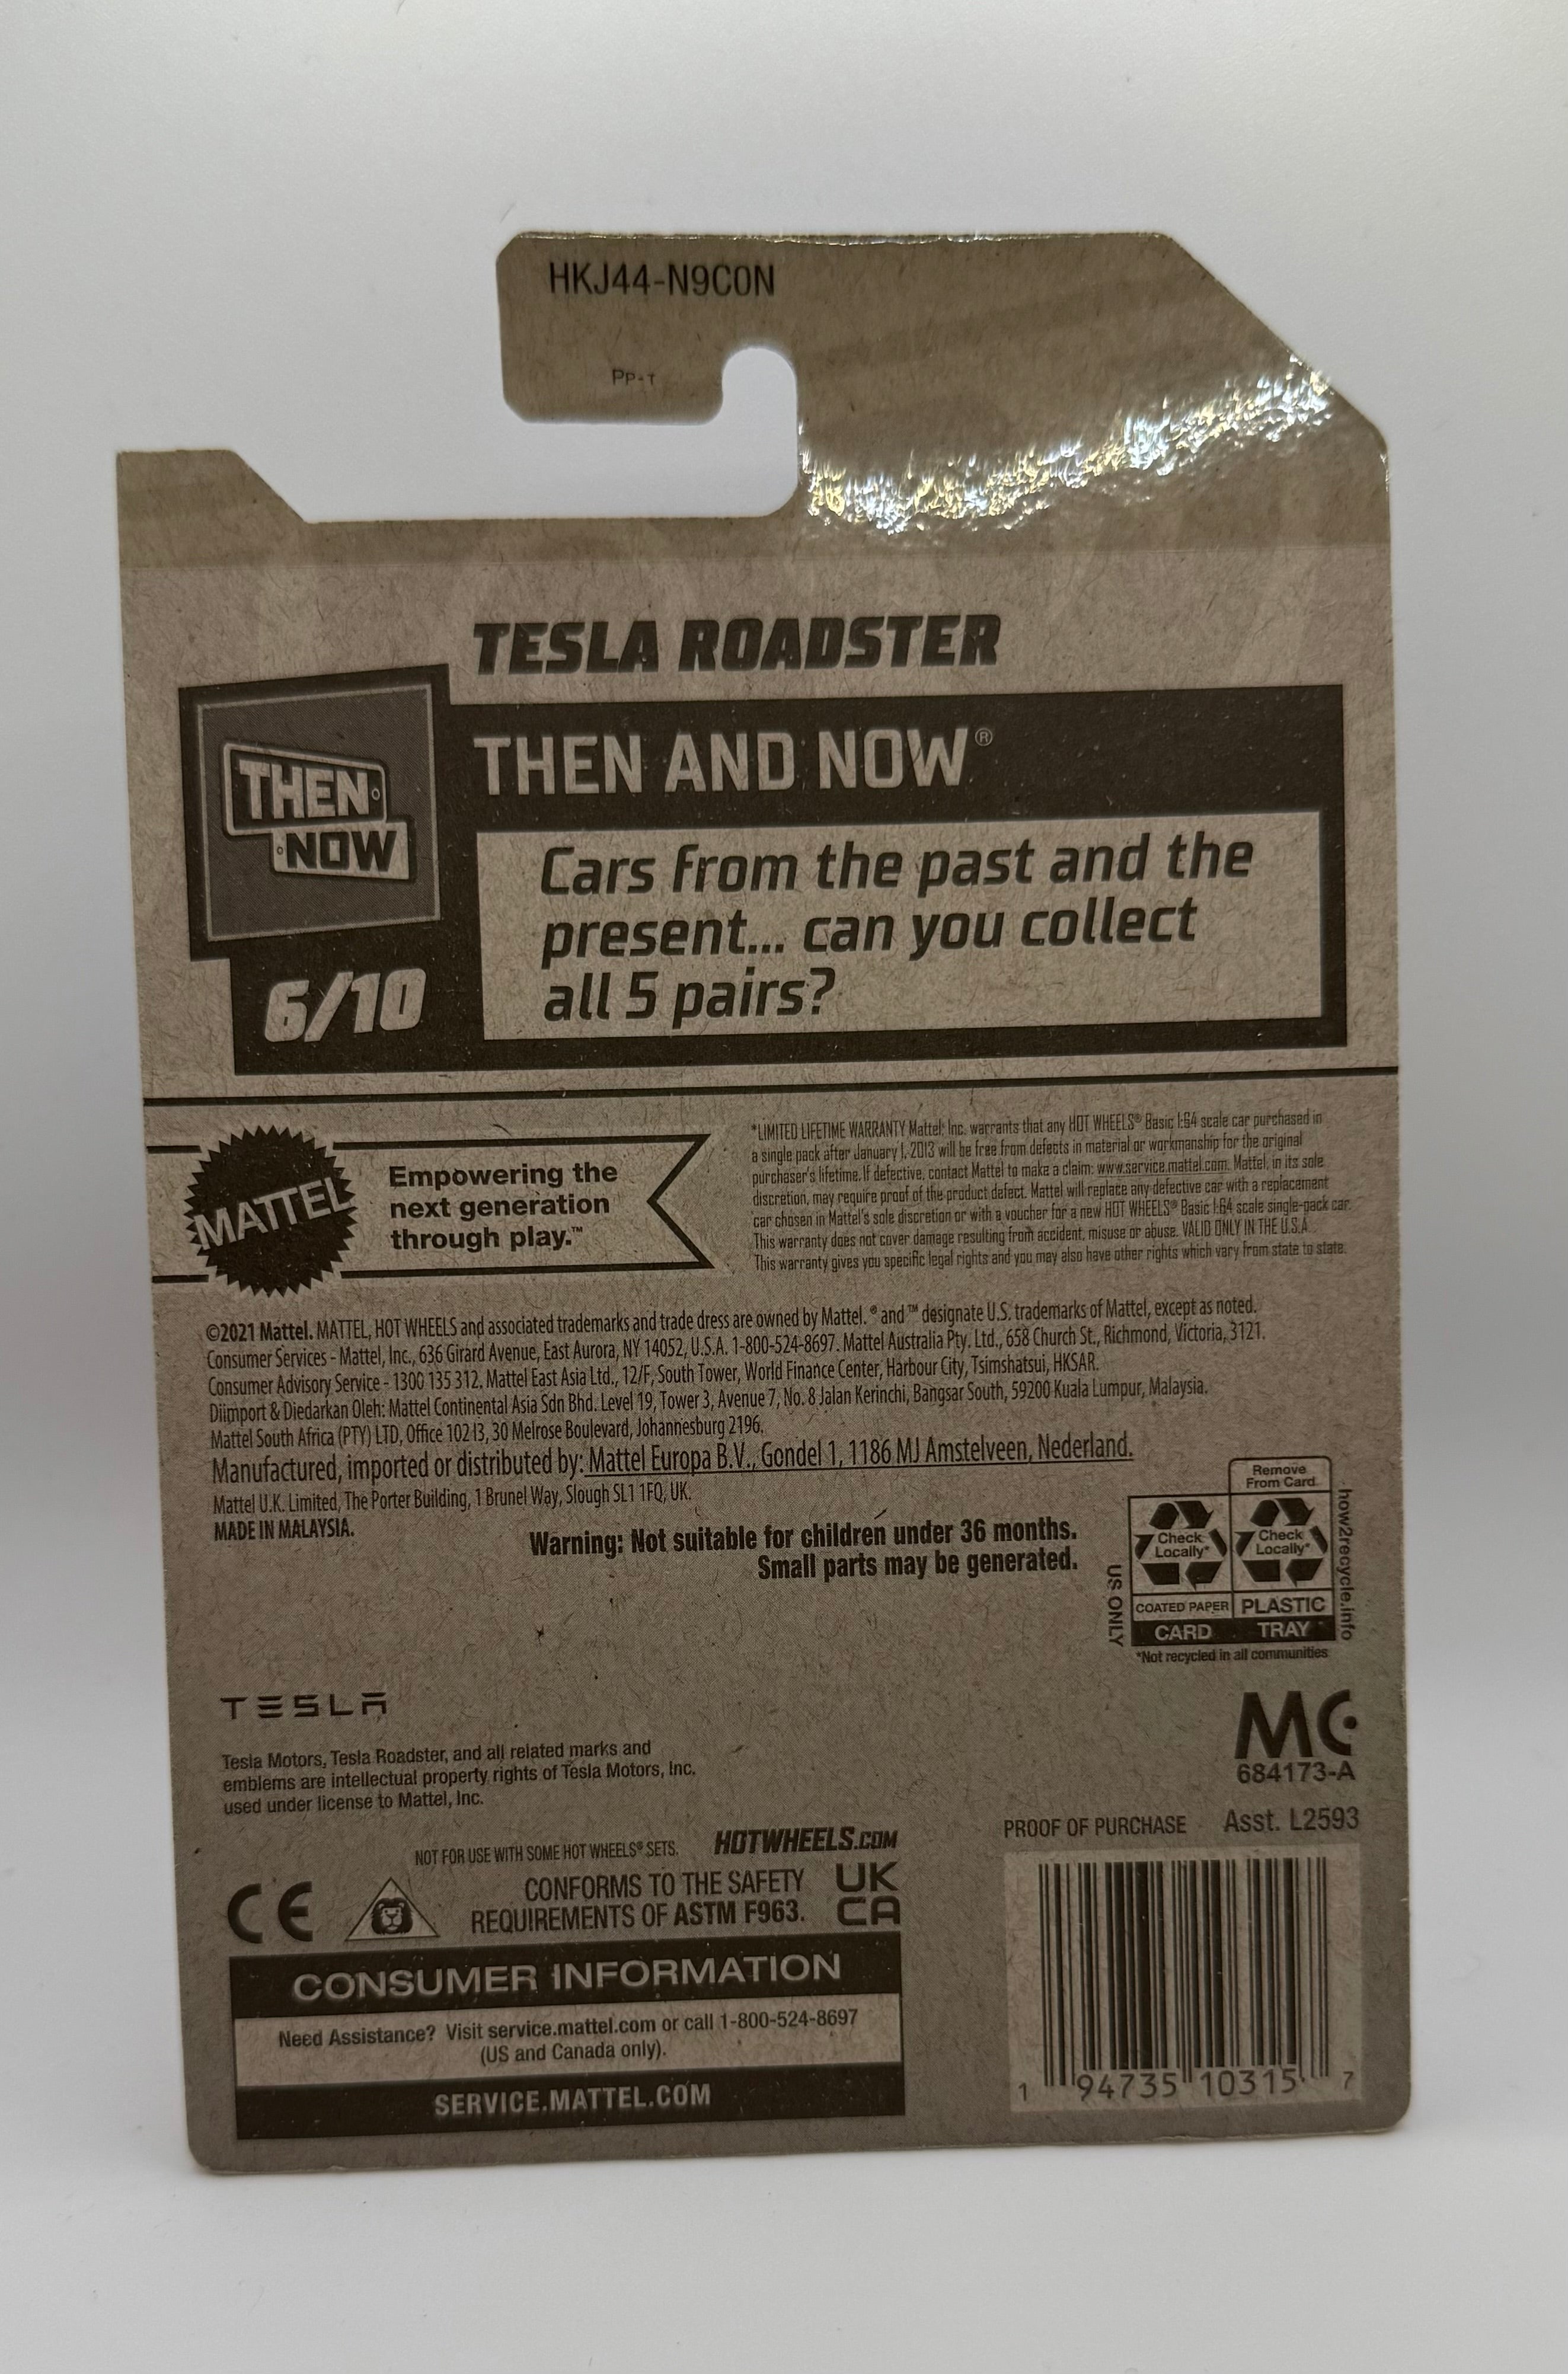 HKJ44-N9C0N
PP-T
TESLA ROADSTER
THEN AND NOW®
THEN
NOW
Cars from the past and the
present... can you collect
all 5 pairs?
6/10
MATTEL
Empowering the
next generation
through play.™
*LIMITED LIFETIME WARRANTY Mattel, Inc. warrants that any HOT WHEELS® Basic 1:64 scale car purchased in
a single pack after January 1, 2013 will be free from defects in material or workmanship for the original
purchaser's lifetime. If defective, contact Mattel to make a claim: www.service.mattel.com. Mattel, in its sole
discretion, may require proof of the product defect. Mattel will replace any defective car with a replacement
car chosen in Mattel's sole discretion or with a voucher for a new HOT WHEELS® Basic 1:64 scale single-pack car.
This warranty does not cover damage resulting from accident, misuse or abuse. VALID ONLY IN THE U.S.A.
This warranty gives you specific legal rights and you may also have other rights which vary from state to state.
©2021 Mattel. MATTEL, HOT WHEELS and associated trademarks and trade dress are owned by Mattel. ® and ™ designate U.S. trademarks of Mattel, except as noted.
Consumer Services - Mattel, Inc., 636 Girard Avenue, East Aurora, NY 14052, U.S.A. 1-800-524-8697. Mattel Australia Pty. Ltd., 658 Church St., Richmond, Victoria, 3121.
Consumer Advisory Service - 1300 135 312. Mattel East Asia Ltd., 12/F, South Tower, World Finance Center, Harbour City, Tsimshatsui, HKSAR.
Diimport & Diedarkan Oleh: Mattel Continental Asia Sdn Bhd. Level 19, Tower 3, Avenue 7, No. 8 Jalan Kerinchi, Bangsar South, 59200 Kuala Lumpur, Malaysia.
Mattel South Africa (PTY) LTD, Office 102 I3, 30 Melrose Boulevard, Johannesburg 2196.
Manufactured, imported or distributed by: Mattel Europa B.V., Gondel 1, 1186 MJ Amstelveen, Nederland.
Mattel U.K. Limited, The Porter Building, 1 Brunel Way, Slough SL1 1FQ, UK.
MADE IN MALAYSIA.
Warning: Not suitable for children under 36 months.
Small parts may be generated.
Remove
From Card
Check
Locally*
Check
Locally*
COATED PAPER
PLASTIC
CARD
TRAY
US ONLY
how2recycle.info
*Not recycled in all communities
TESLA
Tesla Motors, Tesla Roadster, and all related marks and
emblems are intellectual property rights of Tesla Motors, Inc.
used under license to Mattel, Inc.
MC
684173-A
PROOF OF PURCHASE Asst. L2593
NOT FOR USE WITH SOME HOT WHEELS® SETS. HOTWHEELS.COM
CE
CONFORMS TO THE SAFETY
REQUIREMENTS OF ASTM F963.
UK
CA
CONSUMER INFORMATION
Need Assistance? Visit service.mattel.com or call 1-800-524-8697
(US and Canada only).
SERVICE.MATTEL.COM
1 94735 10315 7